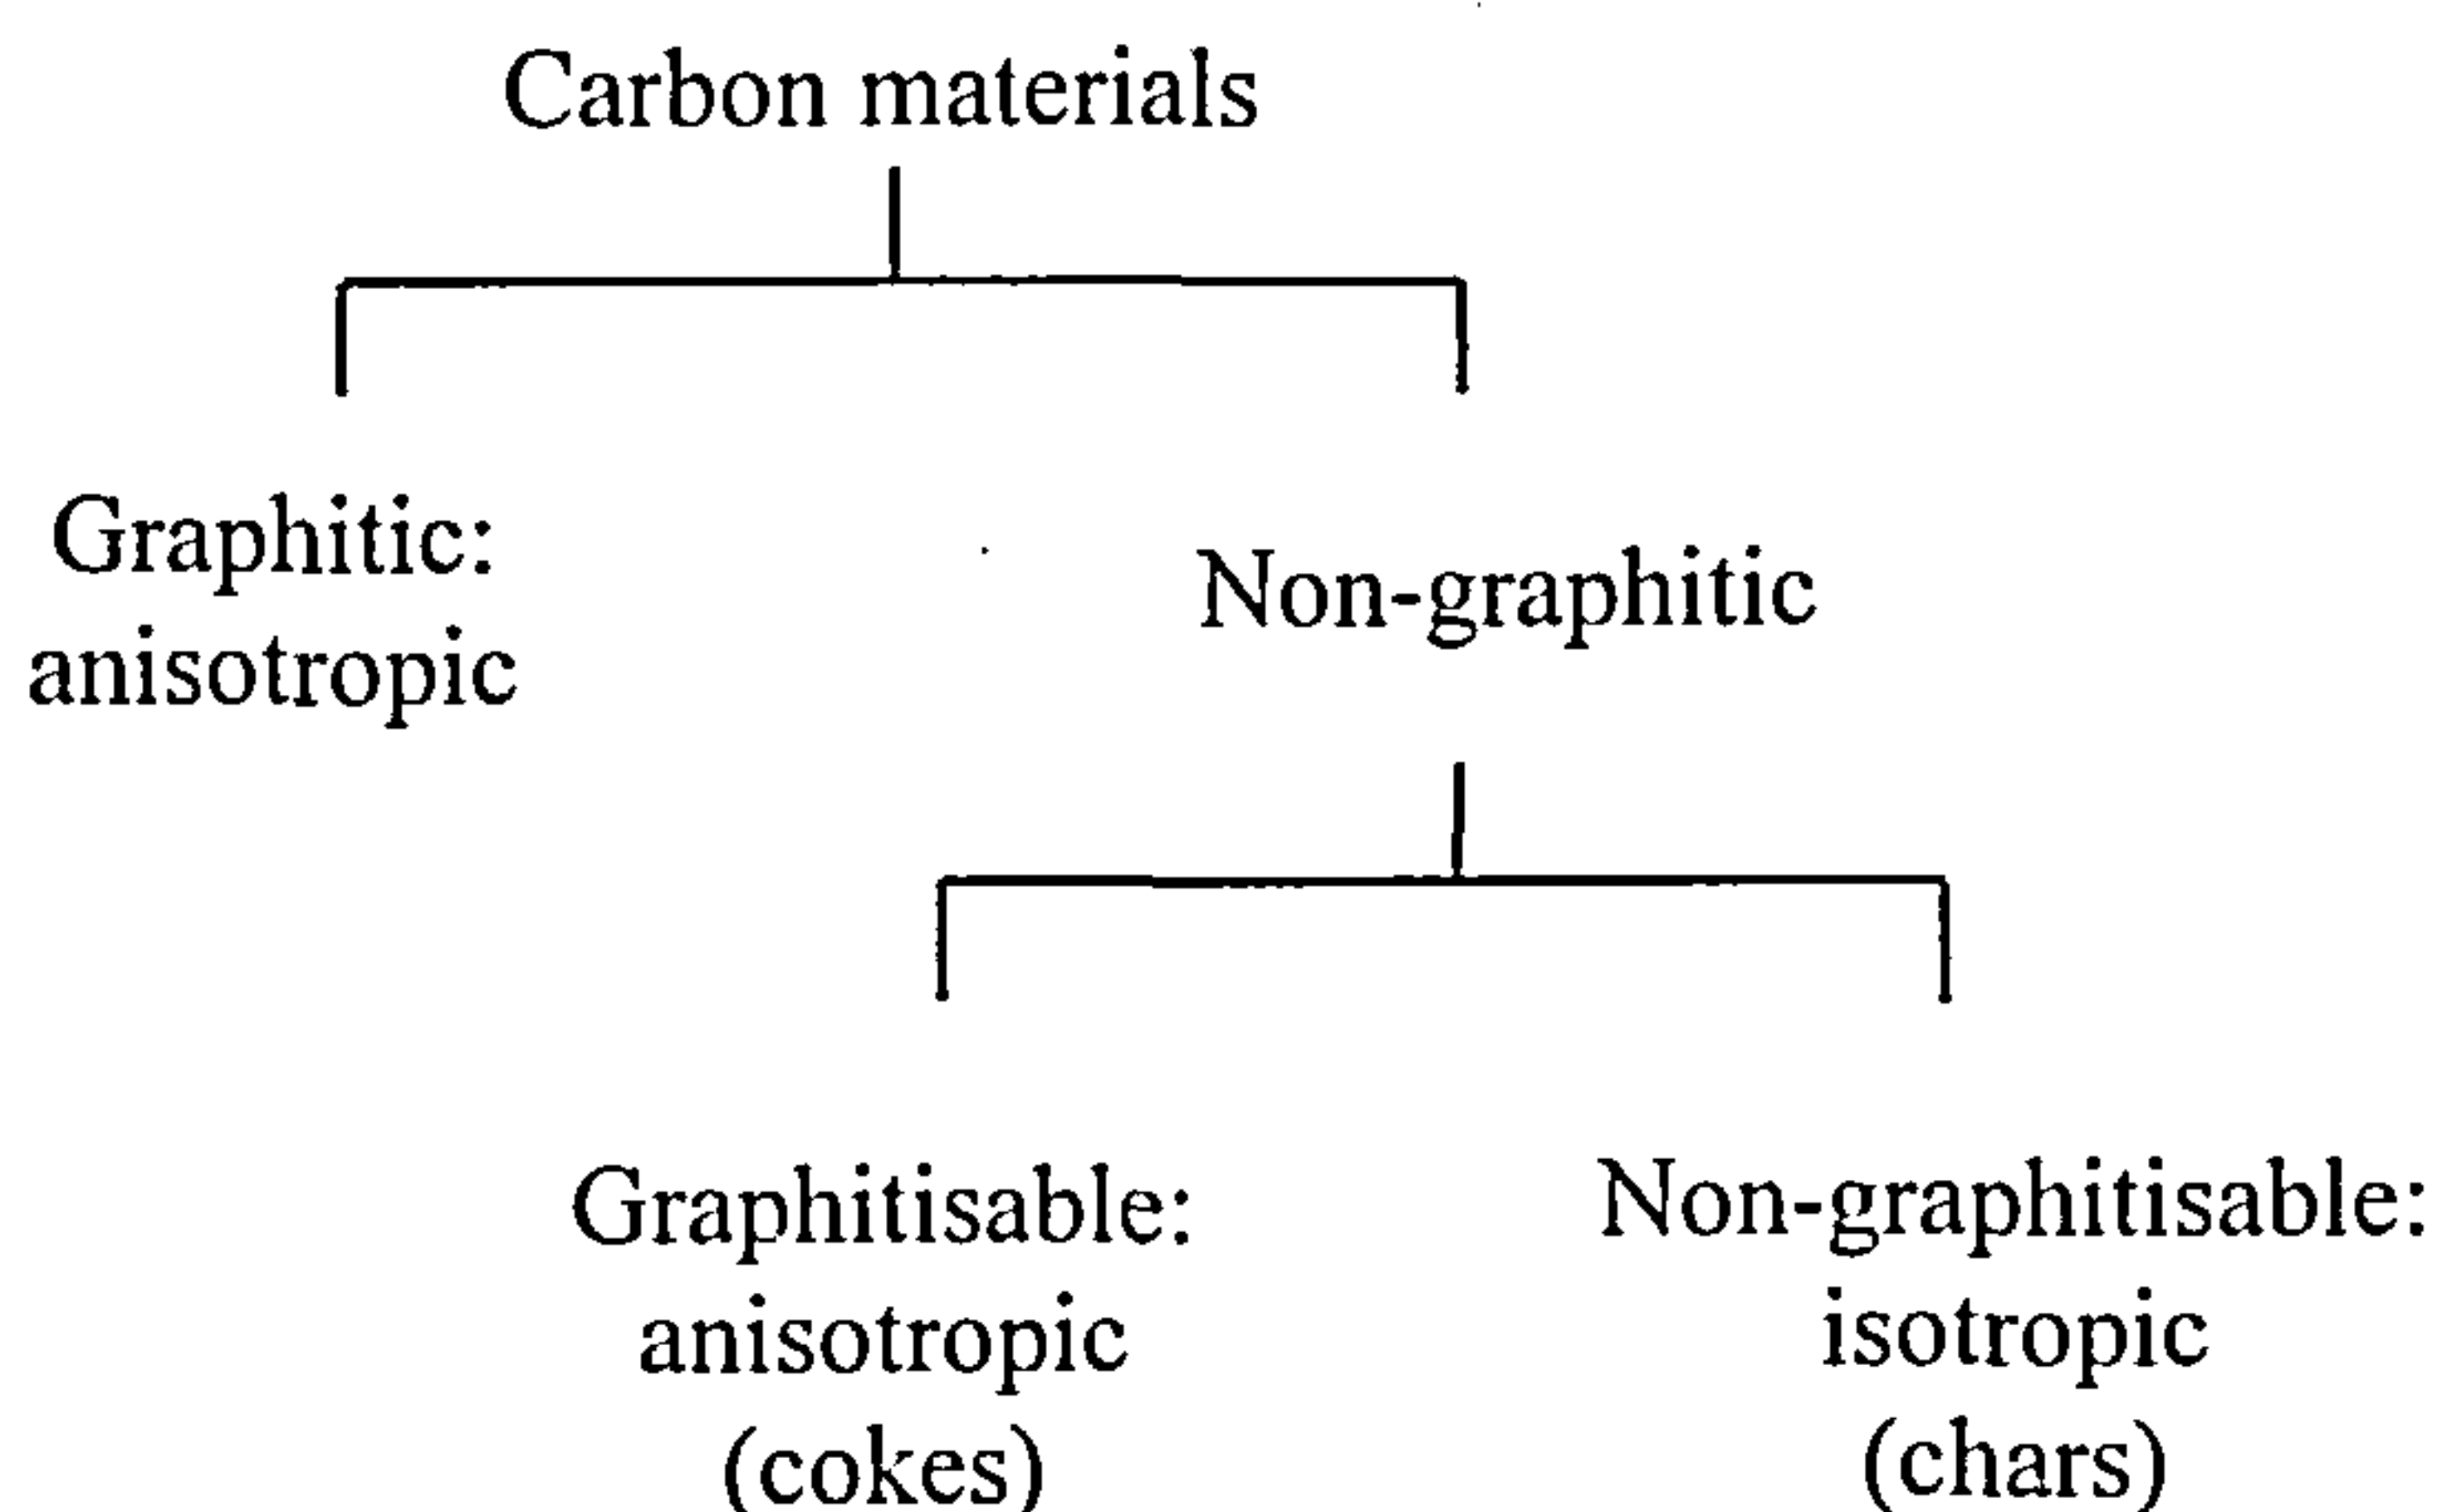 Carbon materials
Graphitic:
anisotropic
Non-graphitic
Graphitisable:
anisotropic
(cokes)
Non-graphitisable:
isotropic
(chars)